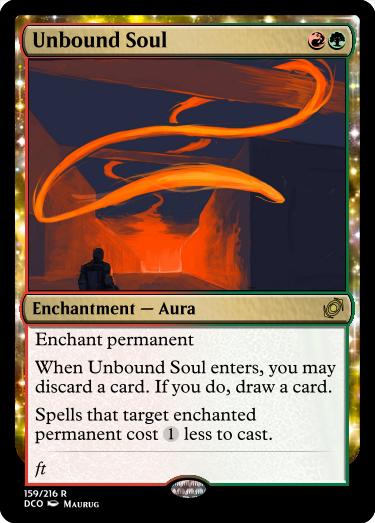 Unbound Soul
Enchantment — Aura
Enchant permanent
When Unbound Soul enters, you may
discard a card. If you do, draw a card.
Spells that target enchanted
permanent cost 1 less to cast.
ft
159/216 R
DCO Maurug